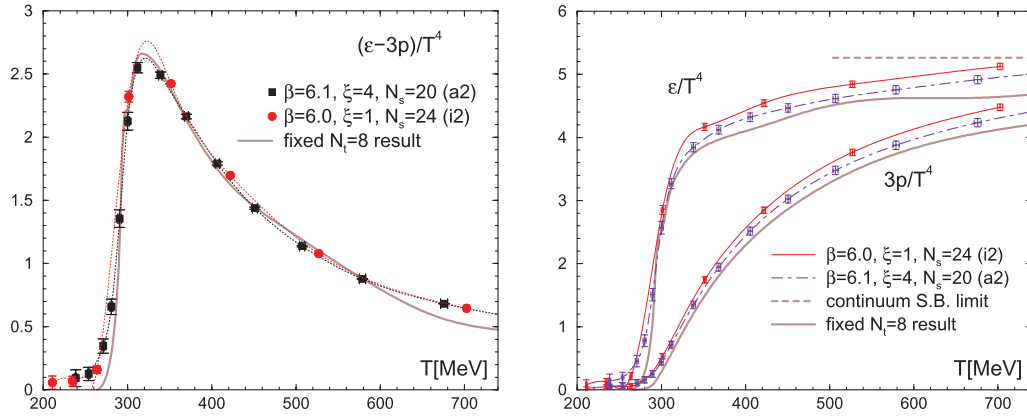 (ε−3p)/T⁴
β=6.1, ξ=4, Nₛ=20 (a2)
β=6.0, ξ=1, Nₛ=24 (i2)
fixed Nₜ=8 result
3
2.5
2
1.5
1
0.5
0
200 300 400 500 600 700
T[MeV]
ε/T⁴
3p/T⁴
β=6.0, ξ=1, Nₛ=24 (i2)
β=6.1, ξ=4, Nₛ=20 (a2)
continuum S.B. limit
fixed Nₜ=8 result
6
5
4
3
2
1
0
200 300 400 500 600 700
T[MeV]